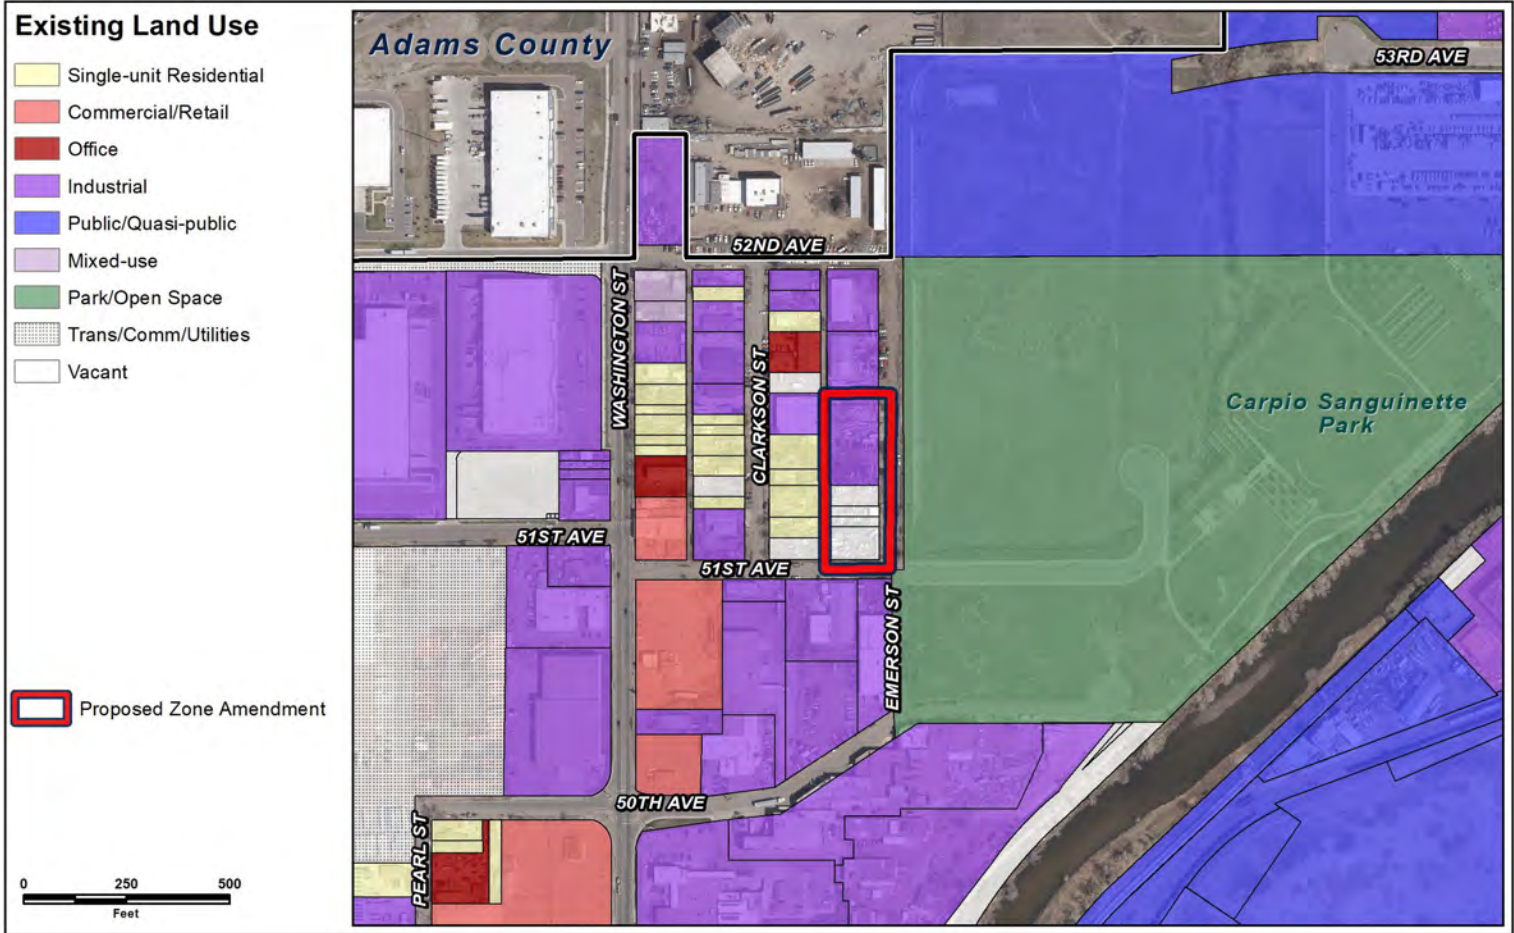 Existing Land Use
Single-unit Residential
Commercial/Retail
Office
Industrial
Public/Quasi-public
Mixed-use
Park/Open Space
Trans/Comm/Utilities
Vacant
Proposed Zone Amendment
0 250 500
Feet
Adams County
53RD AVE
52ND AVE
WASHINGTON ST
CLARKSON ST
Carpio Sanguinette
Park
51ST AVE
51ST AVE
EMERSON ST
50TH AVE
PEARL ST